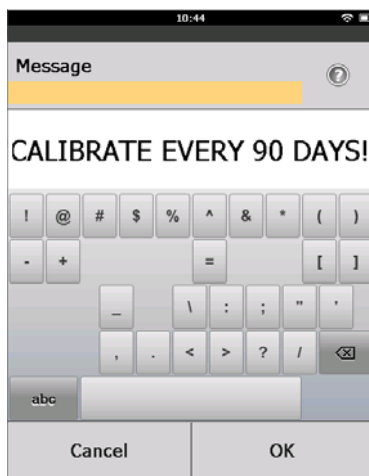 10:44
Message
CALIBRATE EVERY 90 DAYS!
! @ # $ % ^ & * ( )
- + = [ ]
_ \ : ; " '
, . < > ? /
abc
Cancel OK